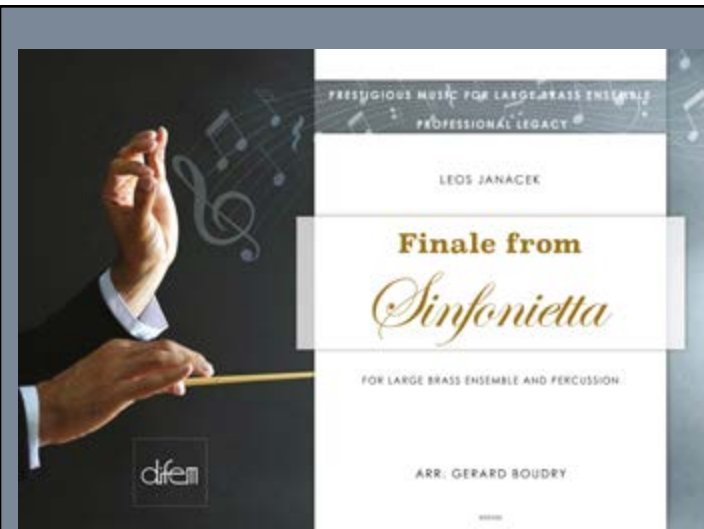 PRESTIGIOUS MUSIC FOR LARGE BRASS ENSEMBLE
PROFESSIONAL LEGACY
LEOS JANACEK
Finale from
Sinfonietta
FOR LARGE BRASS ENSEMBLE AND PERCUSSION
difem
ARR. GERARD BOUDRY